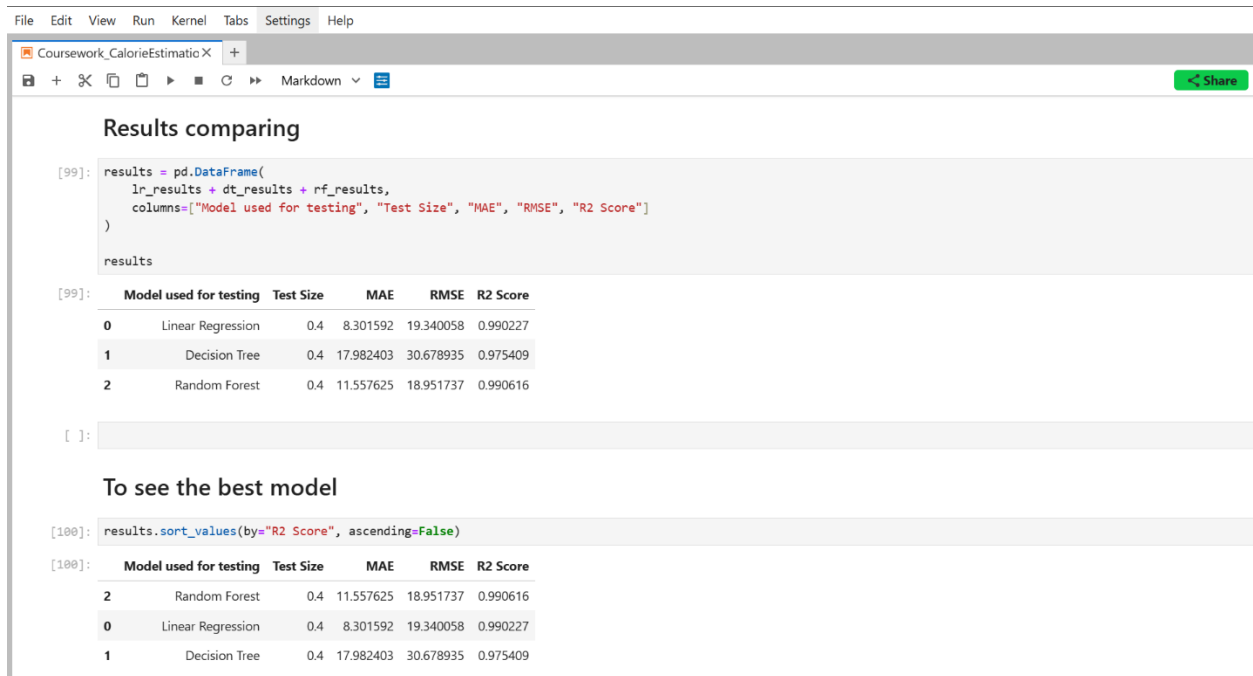 File Edit View Run Kernel Tabs Settings Help
Coursework_CalorieEstimatic
Markdown
Share
Results comparing
[99]: results = pd.DataFrame(
lr_results + dt_results + rf_results,
columns=["Model used for testing", "Test Size", "MAE", "RMSE", "R2 Score"]
)
results
[99]: Model used for testing Test Size MAE RMSE R2 Score
0 Linear Regression 0.4 8.301592 19.340058 0.990227
1 Decision Tree 0.4 17.982403 30.678935 0.975409
2 Random Forest 0.4 11.557625 18.951737 0.990616
[ ]:
To see the best model
[100]: results.sort_values(by="R2 Score", ascending=False)
[100]: Model used for testing Test Size MAE RMSE R2 Score
2 Random Forest 0.4 11.557625 18.951737 0.990616
0 Linear Regression 0.4 8.301592 19.340058 0.990227
1 Decision Tree 0.4 17.982403 30.678935 0.975409